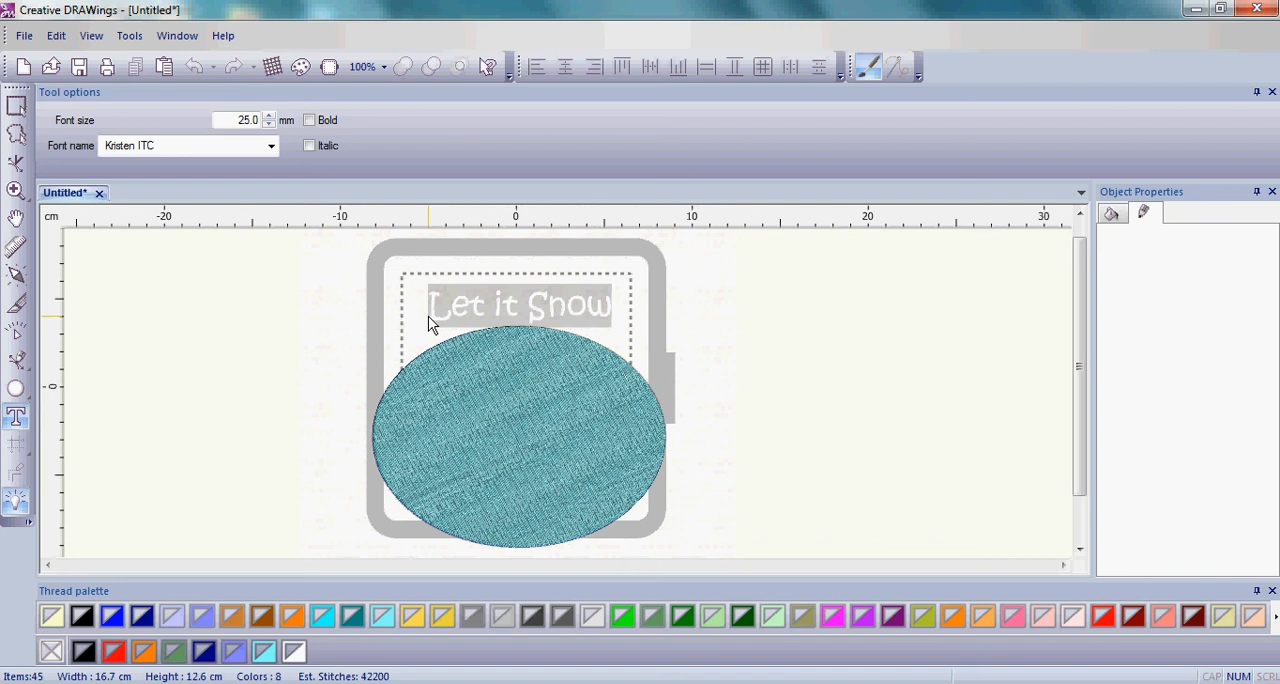 Creative DRAWings - [Untitled*]
File Edit View Tools Window Help
100%
Tool options
Font size 25.0 mm Bold
Font name Kristen ITC Italic
Untitled*
Object Properties
cm -20 -10 0 10 20 30
0
Let it Snow
Thread palette
Items:45 Width : 16.7 cm Height : 12.6 cm Colors : 8 Est. Stitches: 42200 CAP NUM SCRL